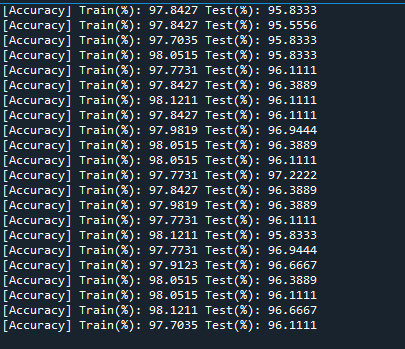 [Accuracy] Train(%): 97.8427 Test(%): 95.8333
[Accuracy] Train(%): 97.8427 Test(%): 95.5556
[Accuracy] Train(%): 97.7035 Test(%): 95.8333
[Accuracy] Train(%): 98.0515 Test(%): 95.8333
[Accuracy] Train(%): 97.7731 Test(%): 96.1111
[Accuracy] Train(%): 97.8427 Test(%): 96.3889
[Accuracy] Train(%): 98.1211 Test(%): 96.1111
[Accuracy] Train(%): 97.8427 Test(%): 96.1111
[Accuracy] Train(%): 97.9819 Test(%): 96.9444
[Accuracy] Train(%): 98.0515 Test(%): 96.3889
[Accuracy] Train(%): 98.0515 Test(%): 96.1111
[Accuracy] Train(%): 97.7731 Test(%): 97.2222
[Accuracy] Train(%): 97.8427 Test(%): 96.3889
[Accuracy] Train(%): 97.9819 Test(%): 96.3889
[Accuracy] Train(%): 97.7731 Test(%): 96.1111
[Accuracy] Train(%): 98.1211 Test(%): 95.8333
[Accuracy] Train(%): 97.7731 Test(%): 96.9444
[Accuracy] Train(%): 97.9123 Test(%): 96.6667
[Accuracy] Train(%): 98.0515 Test(%): 96.3889
[Accuracy] Train(%): 98.0515 Test(%): 96.1111
[Accuracy] Train(%): 98.1211 Test(%): 96.6667
[Accuracy] Train(%): 97.7035 Test(%): 96.1111